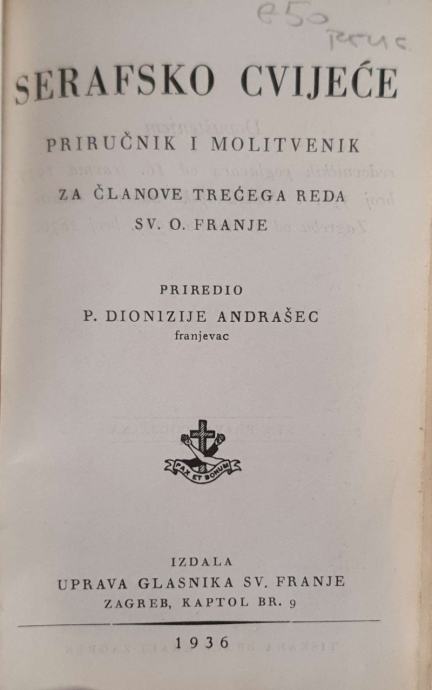 e50
SERAFSKO CVIJEĆE
PRIRUČNIK I MOLITVENIK
ZA ČLANOVE TREĆEGA REDA
SV. O. FRANJE
PRIREDIO
P. DIONIZIJE ANDRAŠEC
franjevac
PAX ET BONUM
IZDALA
UPRAVA GLASNIKA SV. FRANJE
ZAGREB, KAPTOL BR. 9
1936